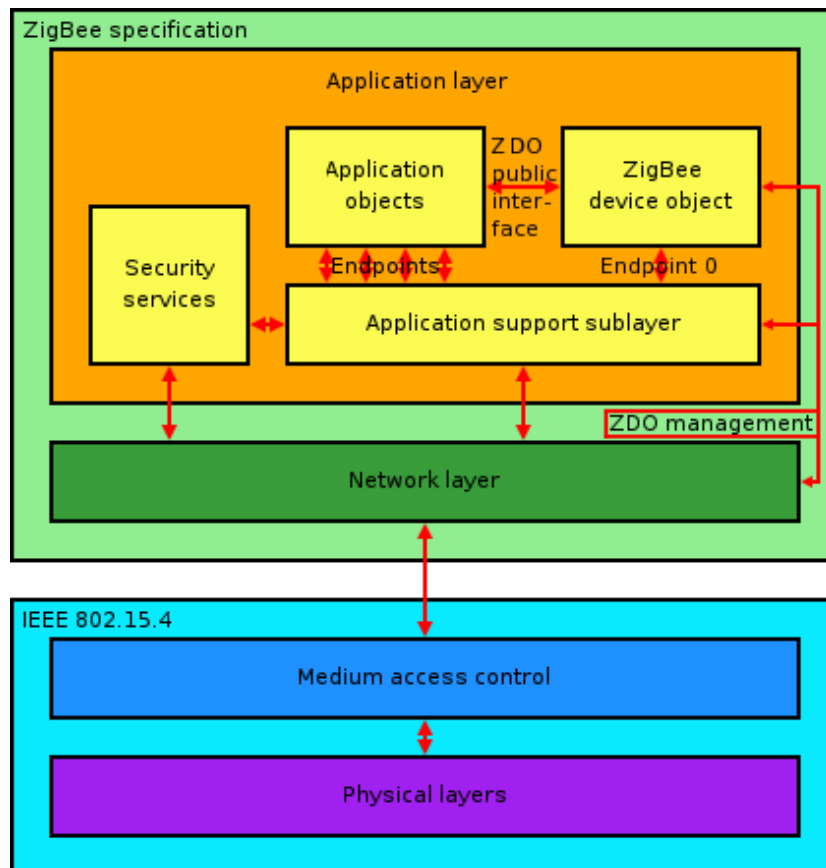 ZigBee specification
Application layer
Application
objects
ZDO
public
inter-
face
ZigBee
device object
Security
services
Endpoints
Endpoint 0
Application support sublayer
ZDO management
Network layer
IEEE 802.15.4
Medium access control
Physical layers